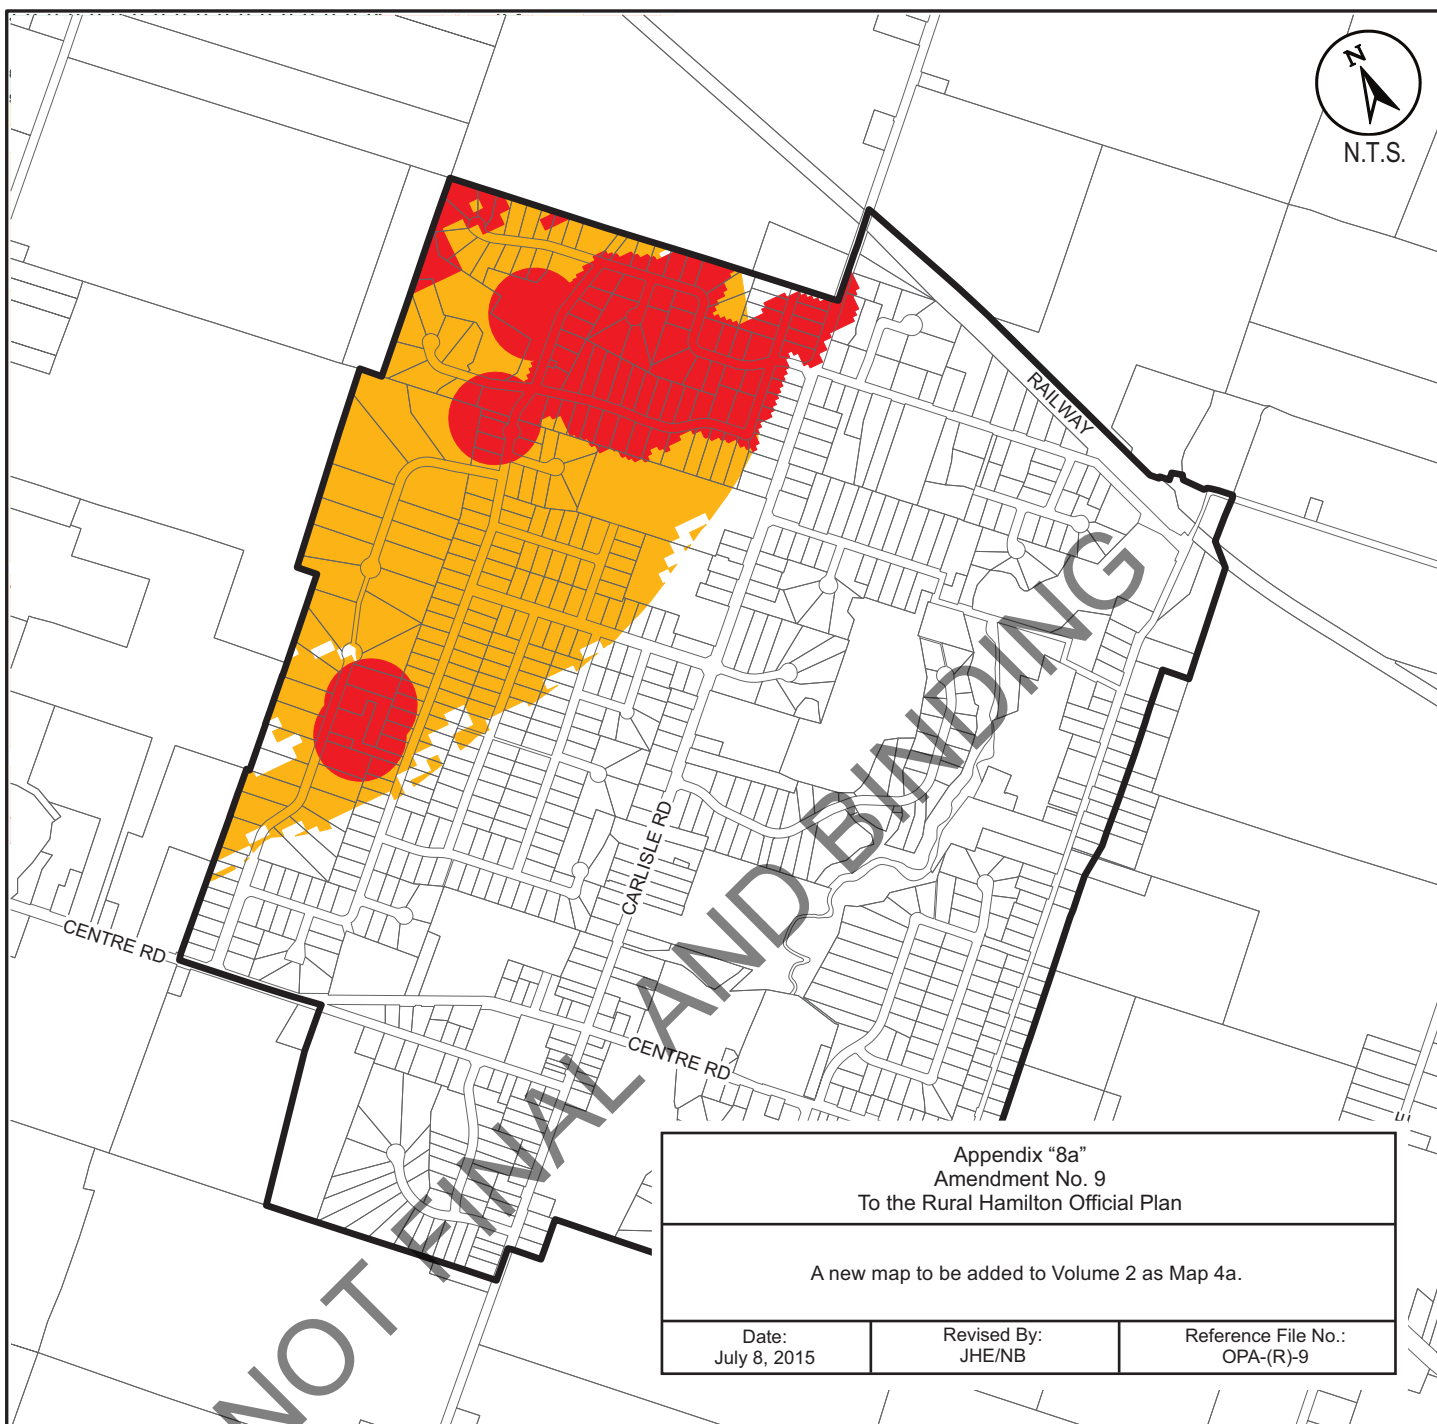 N
N.T.S.
RAILWAY
CARLISLE RD
CENTRE RD
CENTRE RD
NOT FINAL AND BINDING
Appendix “8a”
Amendment No. 9
To the Rural Hamilton Official Plan
A new map to be added to Volume 2 as Map 4a.
Date:
July 8, 2015
Revised By:
JHE/NB
Reference File No.:
OPA-(R)-9